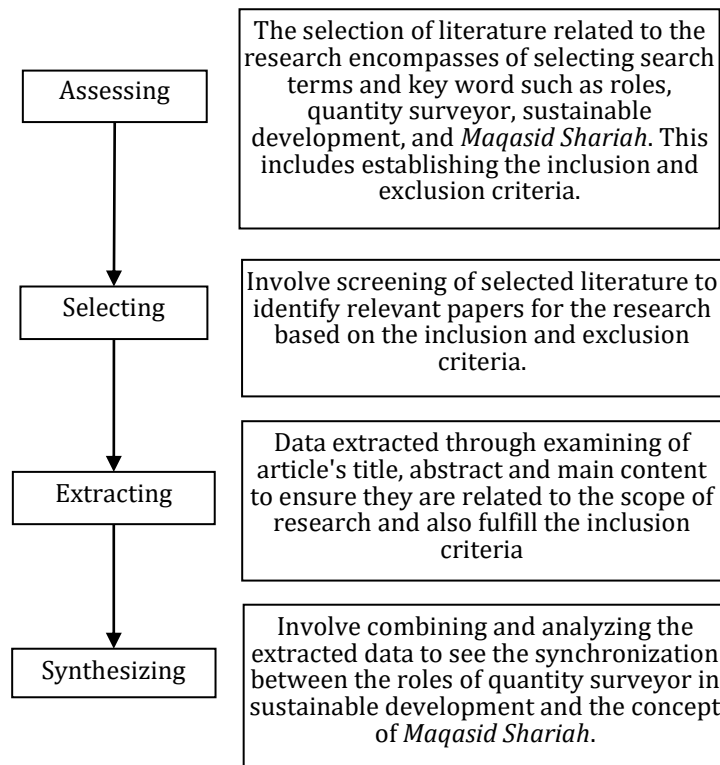 Assessing
The selection of literature related to the
research encompasses of selecting search
terms and key word such as roles,
quantity surveyor, sustainable
development, and Maqasid Shariah. This
includes establishing the inclusion and
exclusion criteria.
Selecting
Involve screening of selected literature to
identify relevant papers for the research
based on the inclusion and exclusion
criteria.
Extracting
Data extracted through examining of
article's title, abstract and main content
to ensure they are related to the scope of
research and also fulfill the inclusion
criteria
Synthesizing
Involve combining and analyzing the
extracted data to see the synchronization
between the roles of quantity surveyor in
sustainable development and the concept
of Maqasid Shariah.